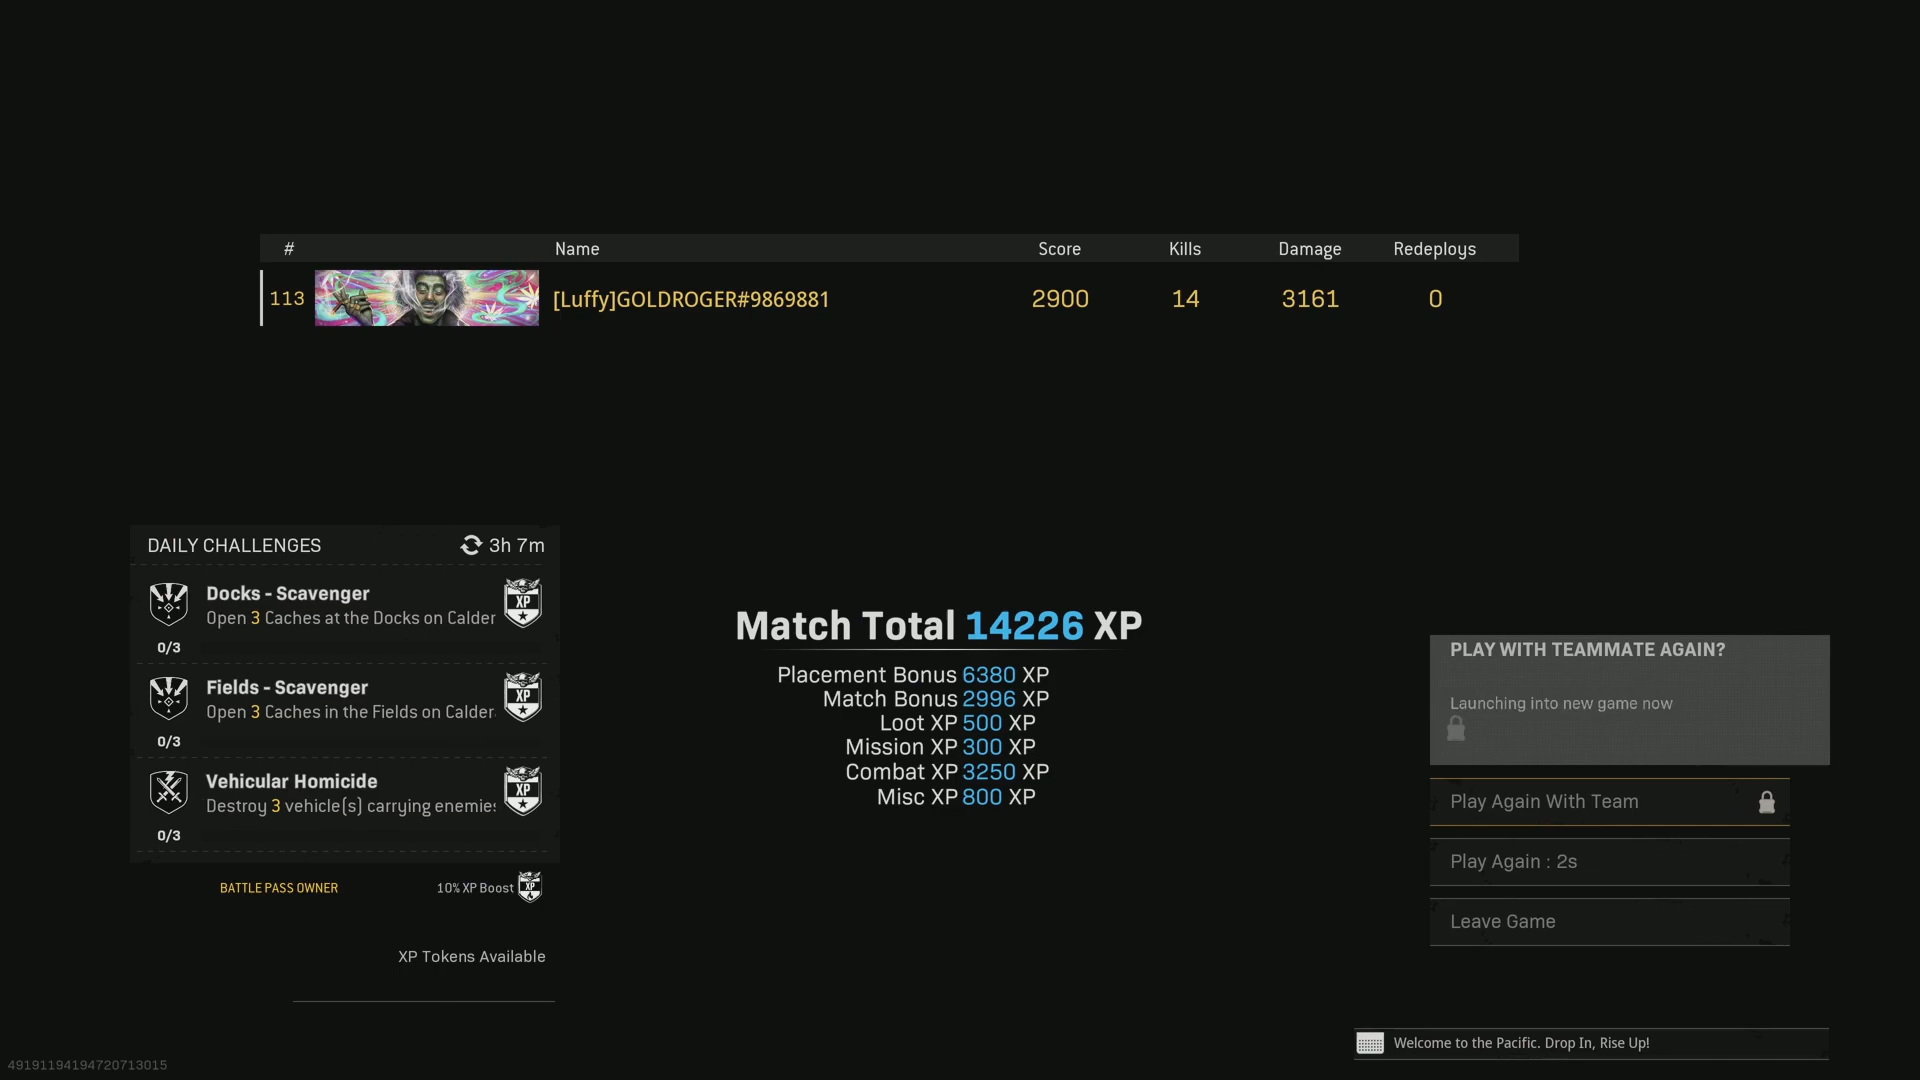 # Name Score Kills Damage Redeploys
113 [Luffy]GOLDROGER#9869881 2900 14 3161 0
DAILY CHALLENGES 3h 7m
Docks - Scavenger
Open 3 Caches at the Docks on Calder
XP
0/3
Fields - Scavenger
Open 3 Caches in the Fields on Calder
XP
0/3
Vehicular Homicide
Destroy 3 vehicle(s) carrying enemies
XP
0/3
BATTLE PASS OWNER 10% XP Boost XP
XP Tokens Available
Match Total 14226 XP
Placement Bonus 6380 XP
Match Bonus 2996 XP
Loot XP 500 XP
Mission XP 300 XP
Combat XP 3250 XP
Misc XP 800 XP
PLAY WITH TEAMMATE AGAIN?
Launching into new game now
Play Again With Team
Play Again : 2s
Leave Game
Welcome to the Pacific. Drop In, Rise Up!
49191194194720713015